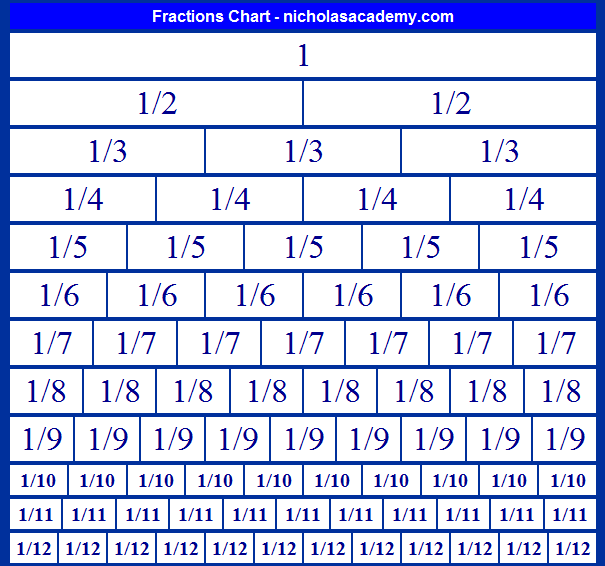 Fractions Chart - nicholasacademy.com
1
1/2 1/2
1/3 1/3 1/3
1/4 1/4 1/4 1/4
1/5 1/5 1/5 1/5 1/5
1/6 1/6 1/6 1/6 1/6 1/6
1/7 1/7 1/7 1/7 1/7 1/7 1/7
1/8 1/8 1/8 1/8 1/8 1/8 1/8 1/8
1/9 1/9 1/9 1/9 1/9 1/9 1/9 1/9 1/9
1/10 1/10 1/10 1/10 1/10 1/10 1/10 1/10 1/10 1/10
1/11 1/11 1/11 1/11 1/11 1/11 1/11 1/11 1/11 1/11 1/11
1/12 1/12 1/12 1/12 1/12 1/12 1/12 1/12 1/12 1/12 1/12 1/12